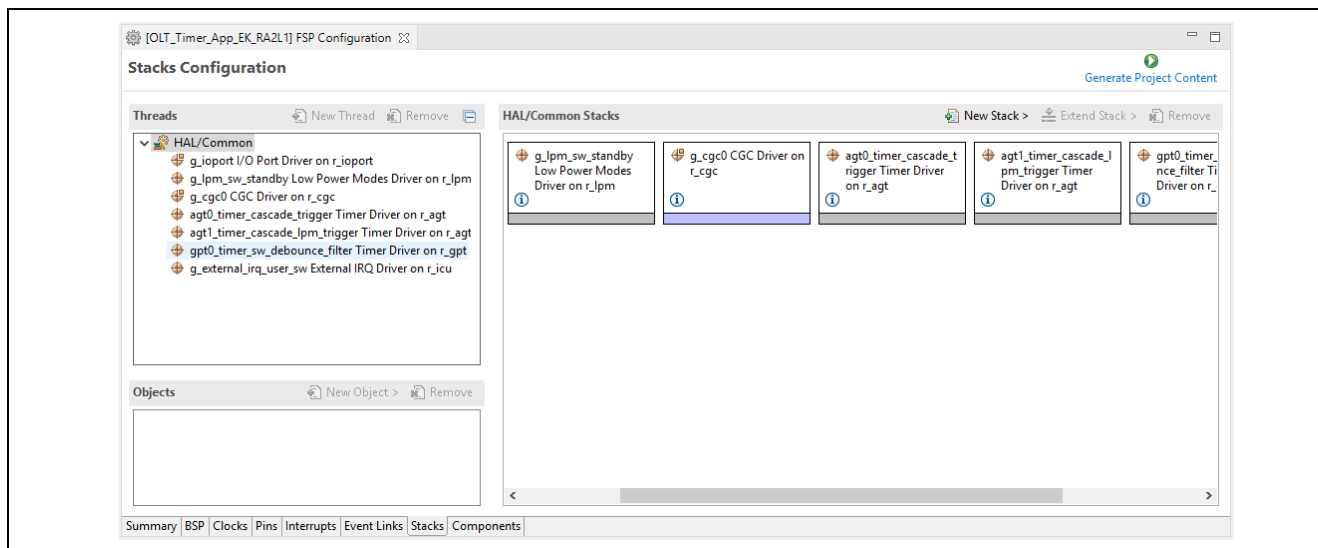 [OLT_Timer_App_EK_RA2L1] FSP Configuration
Stacks Configuration
Generate Project Content
Threads
New Thread
Remove
HAL/Common
g_ioport I/O Port Driver on r_ioport
g_lpm_sw_standby Low Power Modes Driver on r_lpm
g_cgc0 CGC Driver on r_cgc
agt0_timer_cascade_trigger Timer Driver on r_agt
agt1_timer_cascade_lpm_trigger Timer Driver on r_agt
gpt0_timer_sw_debounce_filter Timer Driver on r_gpt
g_external_irq_user_sw External IRQ Driver on r_icu
Objects
New Object >
Remove
HAL/Common Stacks
New Stack >
Extend Stack >
Remove
g_lpm_sw_standby
Low Power Modes
Driver on r_lpm
g_cgc0 CGC Driver on
r_cgc
agt0_timer_cascade_t
rigger Timer Driver
on r_agt
agt1_timer_cascade_l
pm_trigger Timer
Driver on r_agt
gpt0_timer_
nce_filter Ti
Driver on r_
Summary BSP Clocks Pins Interrupts Event Links Stacks Components